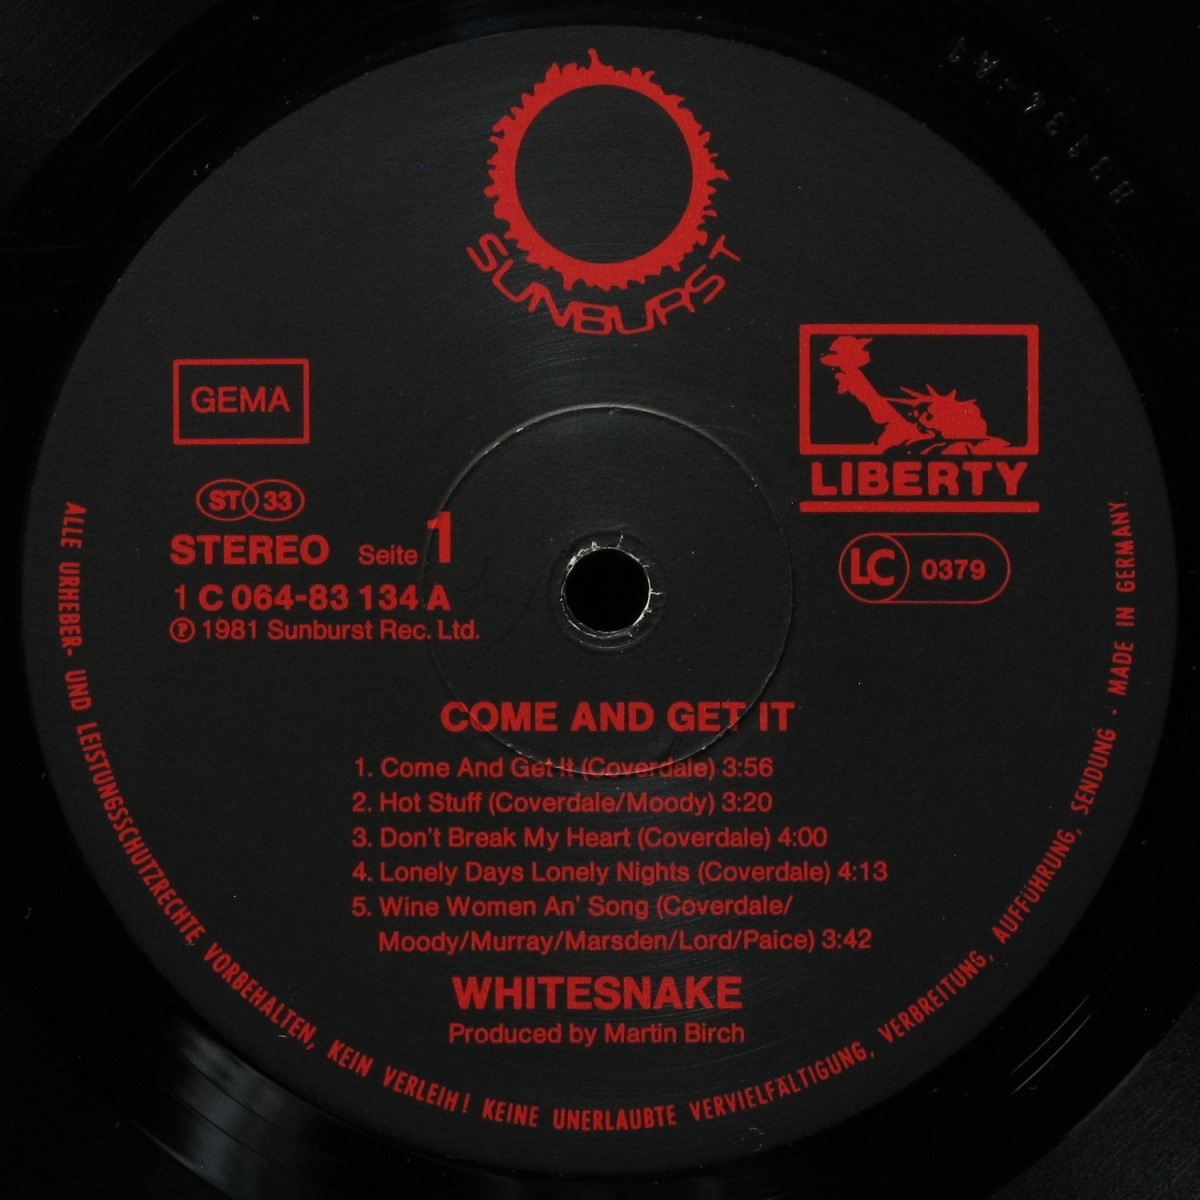 83134-A1
SUNBURST
GEMA
LIBERTY
ST 33
STEREO Seite 1
LC 0379
1 C 064-83 134 A
℗ 1981 Sunburst Rec. Ltd.
COME AND GET IT
1. Come And Get It (Coverdale) 3:56
2. Hot Stuff (Coverdale/Moody) 3:20
3. Don't Break My Heart (Coverdale) 4:00
4. Lonely Days Lonely Nights (Coverdale) 4:13
5. Wine Women An' Song (Coverdale/
Moody/Murray/Marsden/Lord/Paice) 3:42
WHITESNAKE
Produced by Martin Birch
ALLE URHEBER- UND LEISTUNGSSCHUTZRECHTE VORBEHALTEN, KEIN VERLEIH! KEINE UNERLAUBTE VERVIELFÄLTIGUNG, VERBREITUNG, AUFFÜHRUNG, SENDUNG · MADE IN GERMANY